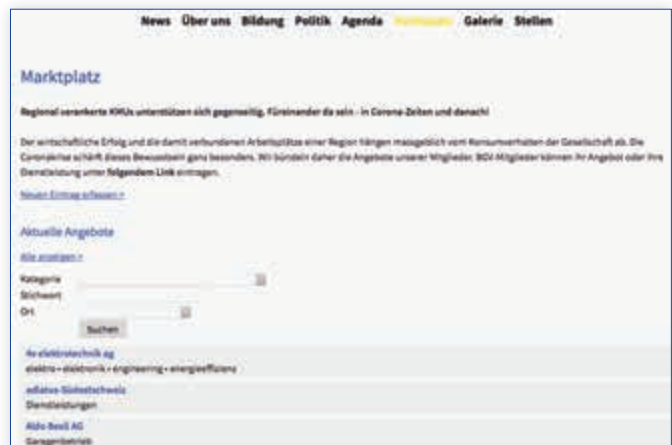 News Über uns Bildung Politik Agenda Galerie Stellen
Marktplatz
Regional verankerte KMUs unterstützen sich gegenseitig. Füreinander da sein - in Corona-Zeiten und danach!
Der wirtschaftliche Erfolg und die damit verbundenen Arbeitsplätze einer Region hängen massgeblich vom Konsumverhalten der Gesellschaft ab. Die
Coronakrise schärft dieses Bewusstsein ganz besonders. Wir bündeln daher die Angebote unserer Mitglieder. BGV-Mitglieder können ihr Angebot oder ihre
Dienstleistung unter folgendem Link eintragen.
Neuen Eintrag erfassen >
Aktuelle Angebote
Alle anzeigen >
Kategorie
Stichwort
Ort
Suchen
4e elektrotechnik ag
elektro • elektronik • engineering • energieeffizienz
adlatus-Südostschweiz
Dienstleistungen
Aldo AG
Garagenbetrieb